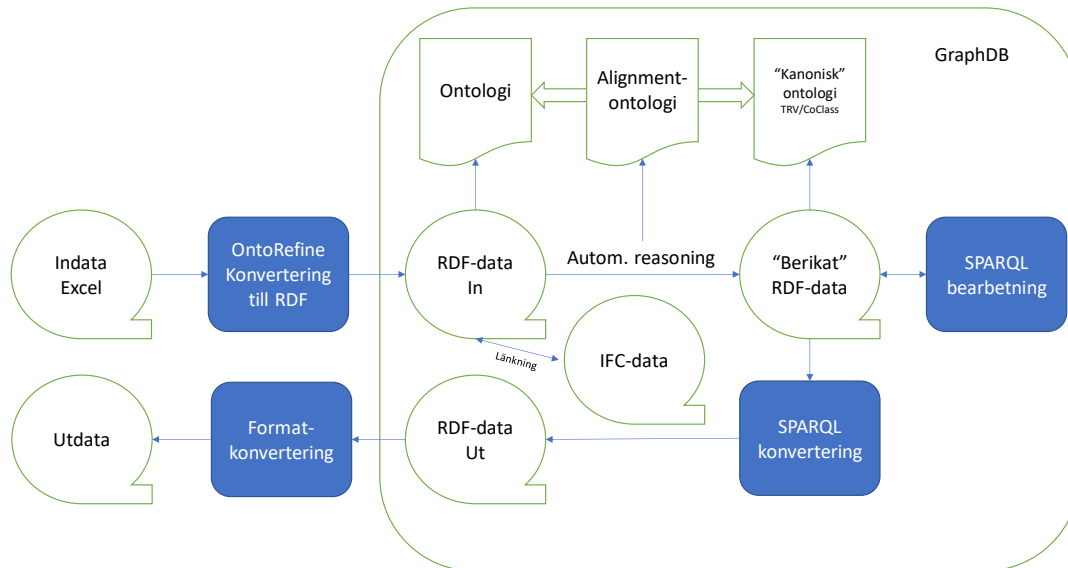 GraphDB
Ontologi
Alignment-
ontologi
“Kanonisk”
ontologi
TRV/CoClass
Indata
Excel
OntoRefine
Konvertering
till RDF
RDF-data
In
Autom. reasoning
“Berikat”
RDF-data
SPARQL
bearbetning
Länkning
IFC-data
Utdata
Format-
konvertering
RDF-data
Ut
SPARQL
konvertering